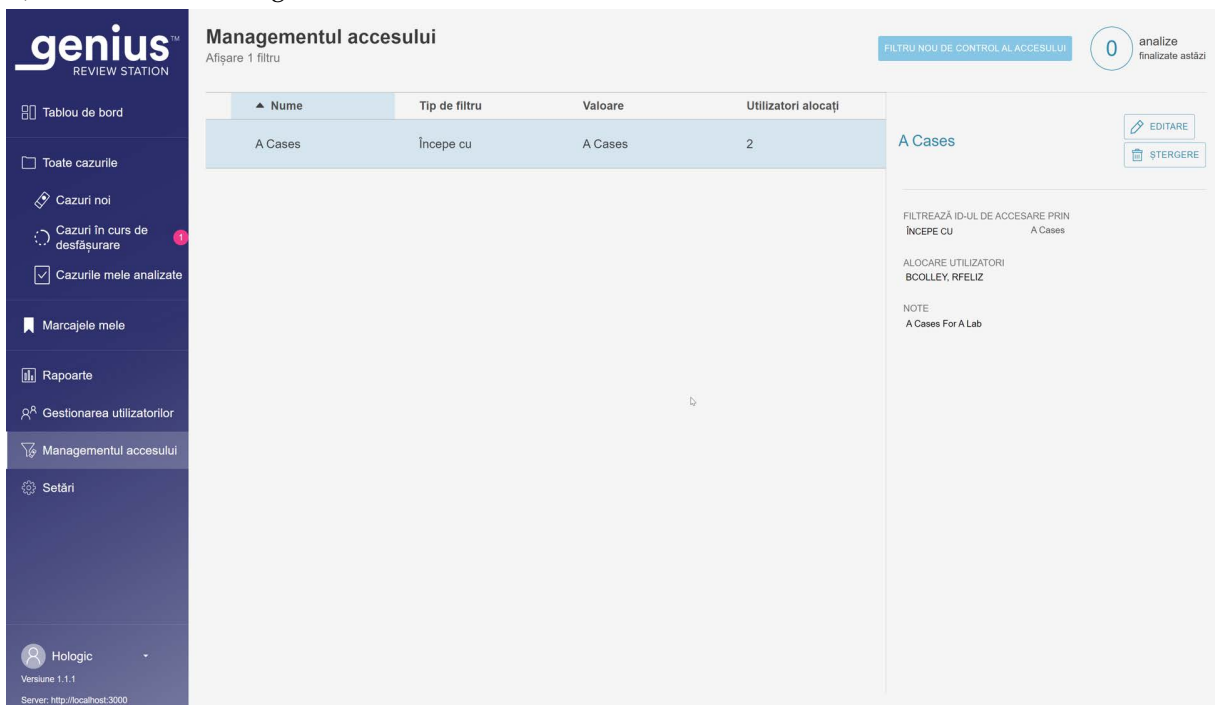 genius™
REVIEW STATION
Tablou de bord
Toate cazurile
Cazuri noi
Cazuri în curs de
desfășurare
1
Cazurile mele analizate
Marcajele mele
Rapoarte
Gestionarea utilizatorilor
Managementul accesului
Setări
Hologic
Versiune 1.1.1
Server: http://localhost:3000
Managementul accesului
Afișare 1 filtru
FILTRU NOU DE CONTROL AL ACCESULUI
0
analize
finalizate astăzi
Nume Tip de filtru Valoare Utilizatori alocați
A Cases Începe cu A Cases 2
A Cases
EDITARE
ȘTERGERE
FILTREAZĂ ID-UL DE ACCESARE PRIN
ÎNCEPE CU A Cases
ALOCARE UTILIZATORI
BCOLLEY, RFELIZ
NOTE
A Cases For A Lab